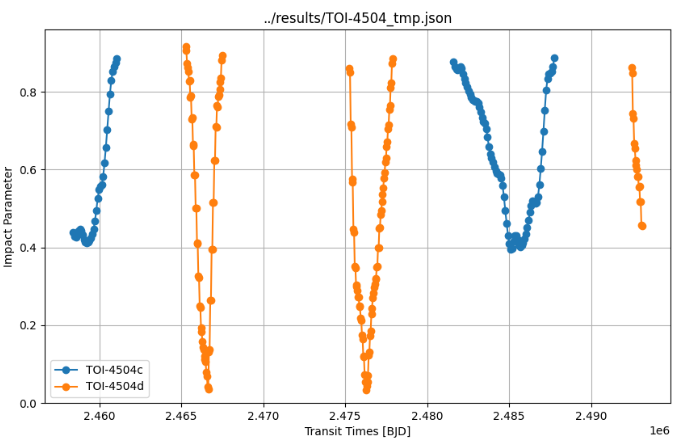 ../results/TOI-4504_tmp.json
Impact Parameter
0.8
0.6
0.4
0.2
0.0
TOI-4504c
TOI-4504d
2.460 2.465 2.470 2.475 2.480 2.485 2.490
1e6
Transit Times [BJD]